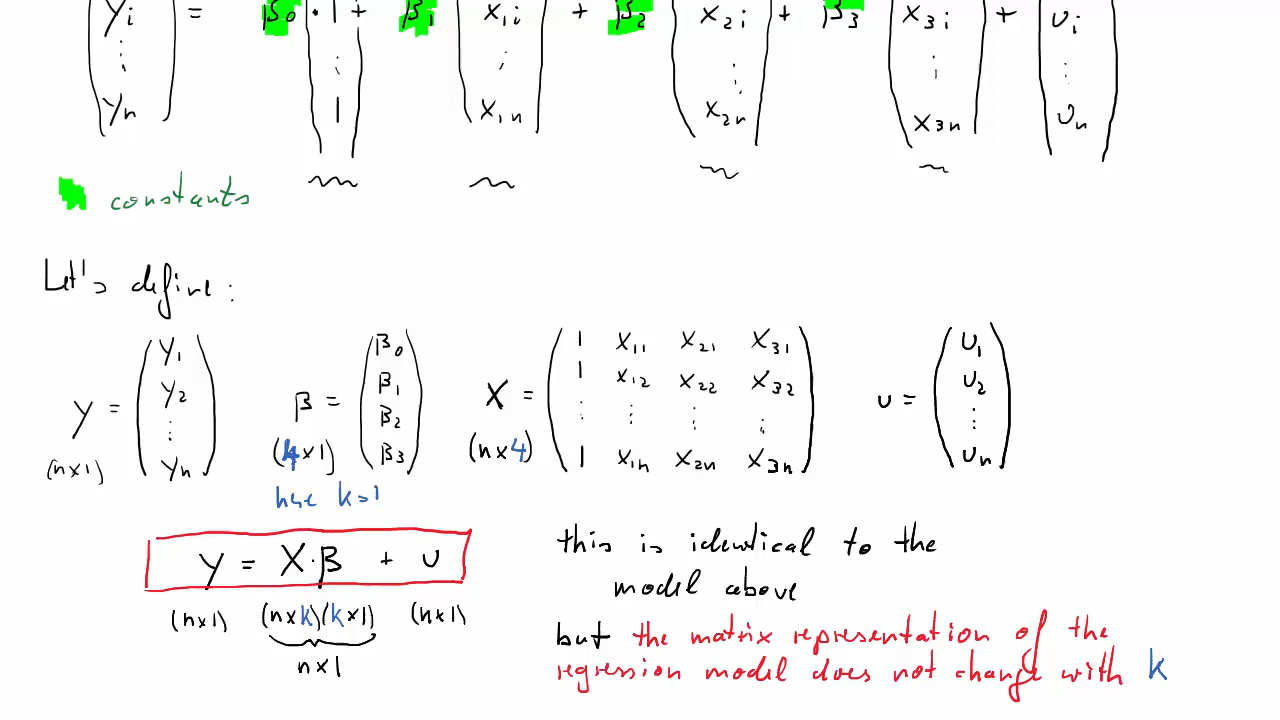 yi = β0 · 1 + β1 x1i + β2 x2i + β3 x3i + ui
⋮ ⋮ ⋮ ⋮ ⋮ ⋮
yn 1 x1n x2n x3n un
constants
Let's define:
y = (y1 y2 ⋮ yn) β = (β0 β1 β2 β3) X = (1 x11 x21 x31
1 x12 x22 x32
⋮ ⋮ ⋮ ⋮
1 x1n x2n x3n) u = (u1 u2 ⋮ un)
(n×1) (4×1) (n×4)
here k=1
y = X·β + u
(n×1) (n×k)(k×1) (n×1)
n×1
this is identical to the
model above
but the matrix representation of the
regression model does not change with k